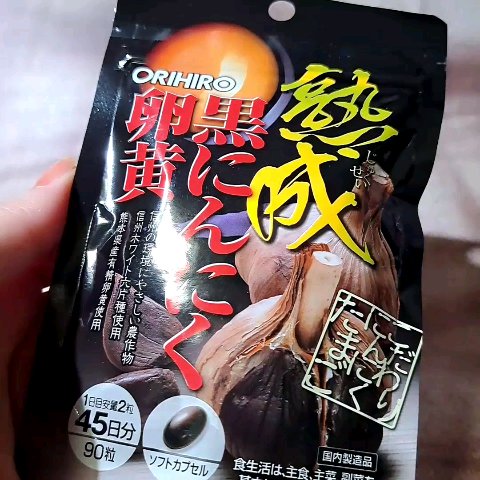 ORIHIRO
熟成
じゅくせい
黒にんにく
卵黄
信州の環境にやさしい農作物
信州木ワイト六片種使用
熊本県産有精卵黄使用
こだわり
にんにく
たまご
1日目安量2粒
45日分
90粒
ソフトカプセル
国内製造品
食生活は、主食、主菜、副菜を